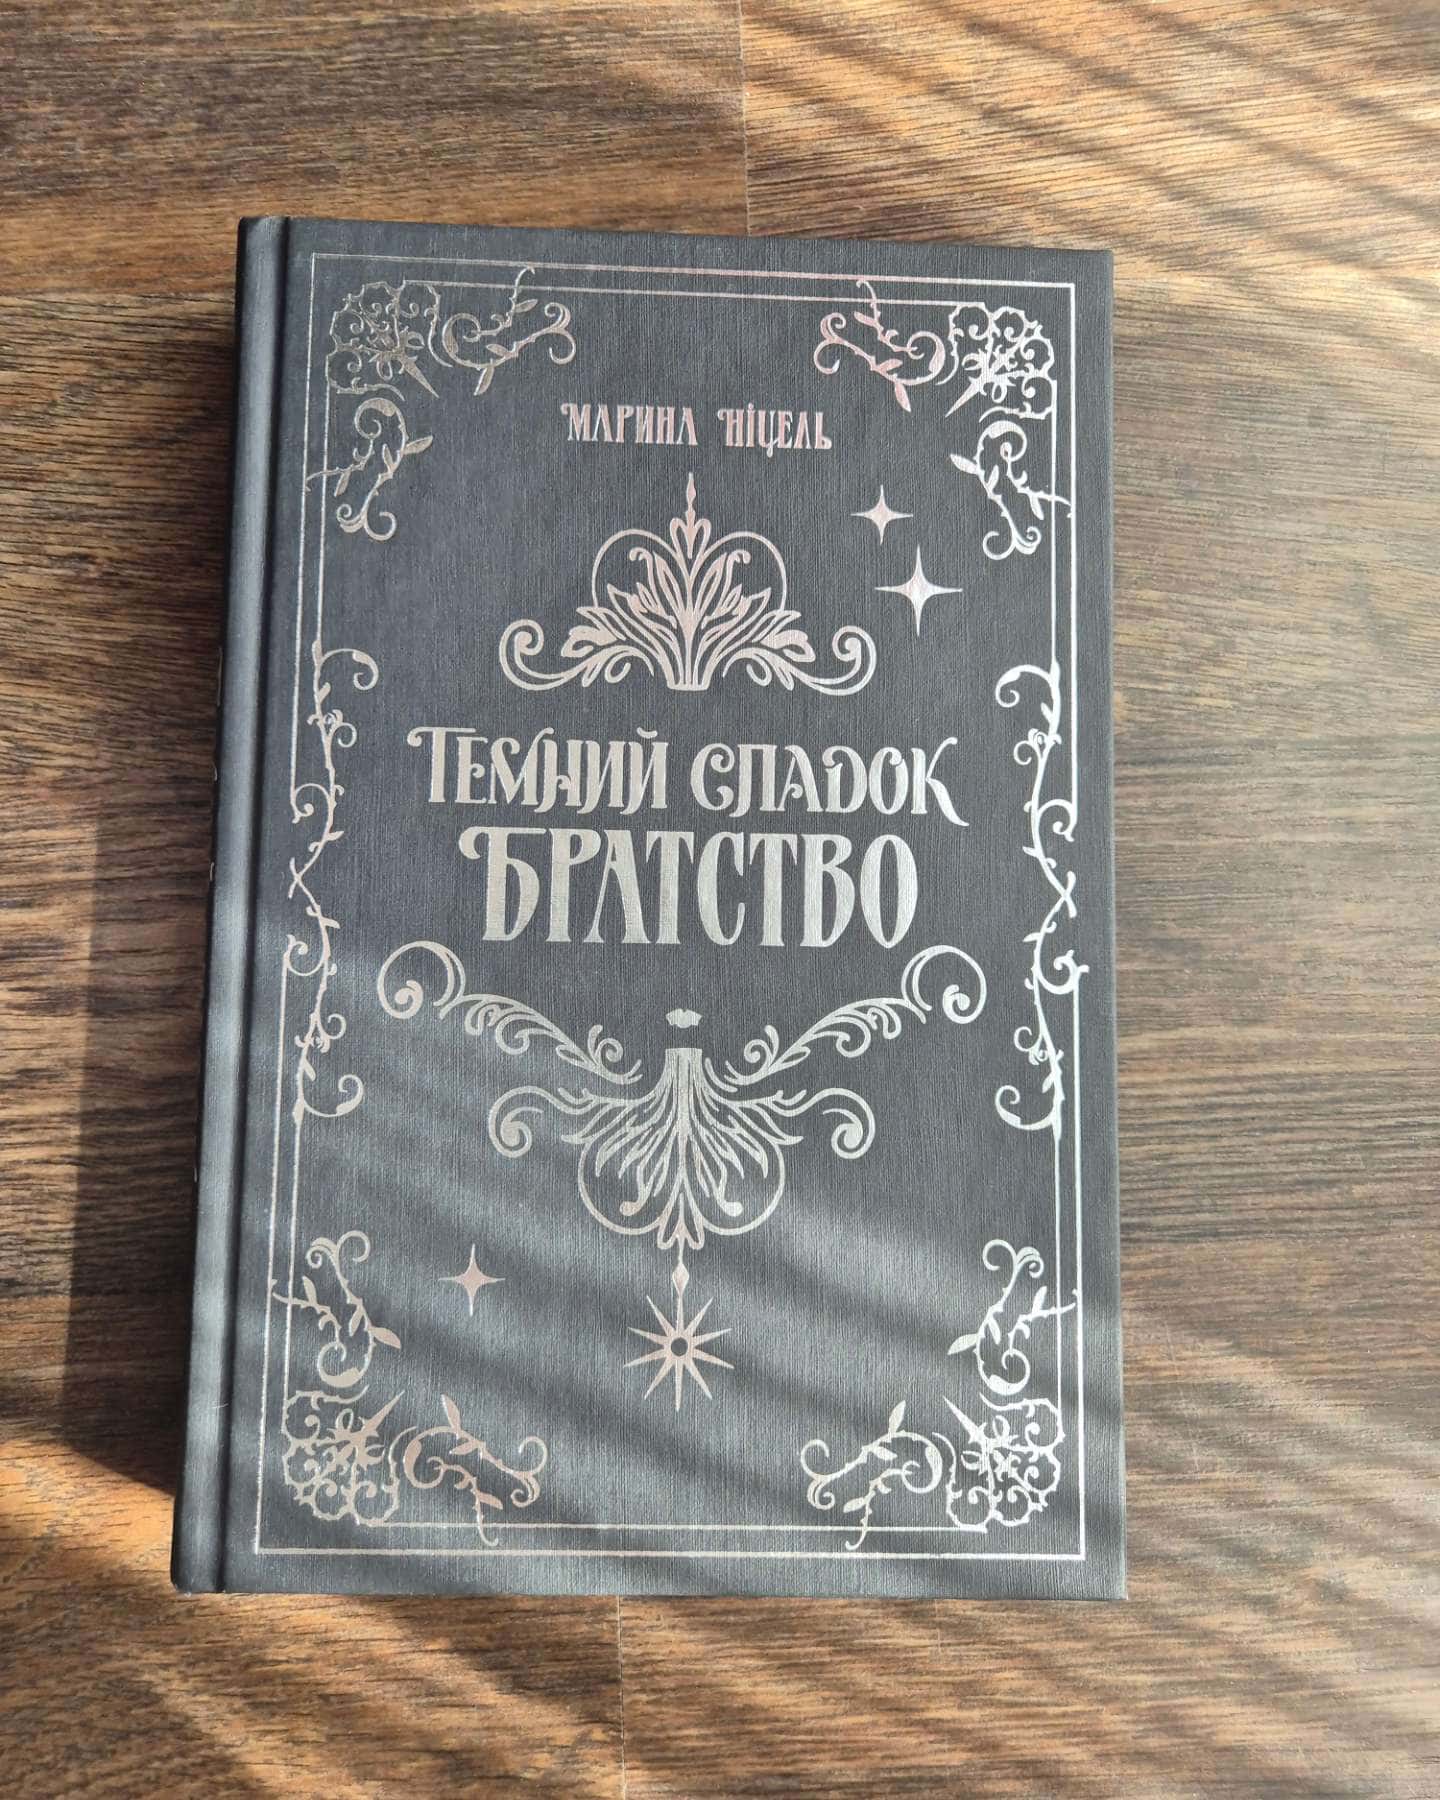 Марина Ніцель
Темний спадок
Братство